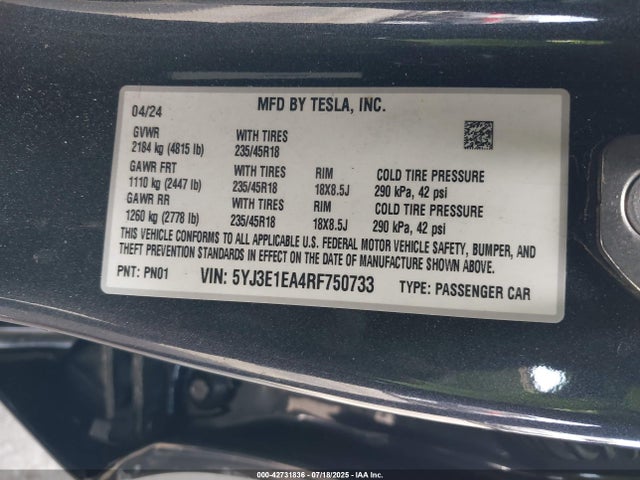 MFD BY TESLA, INC.
04/24
GVWR WITH TIRES
2184 kg (4815 lb) 235/45R18
GAWR FRT WITH TIRES RIM COLD TIRE PRESSURE
1110 kg (2447 lb) 235/45R18 18X8.5J 290 kPa, 42 psi
GAWR RR WITH TIRES RIM COLD TIRE PRESSURE
1260 kg (2778 lb) 235/45R18 18X8.5J 290 kPa, 42 psi
THIS VEHICLE CONFORMS TO ALL APPLICABLE U.S. FEDERAL MOTOR VEHICLE SAFETY, BUMPER, AND
THEFT PREVENTION STANDARDS IN EFFECT ON THE DATE OF MANUFACTURE SHOWN ABOVE.
PNT: PN01 VIN: 5YJ3E1EA4RF750733 TYPE: PASSENGER CAR
000-42731836 - 07/18/2025 - IAA Inc.